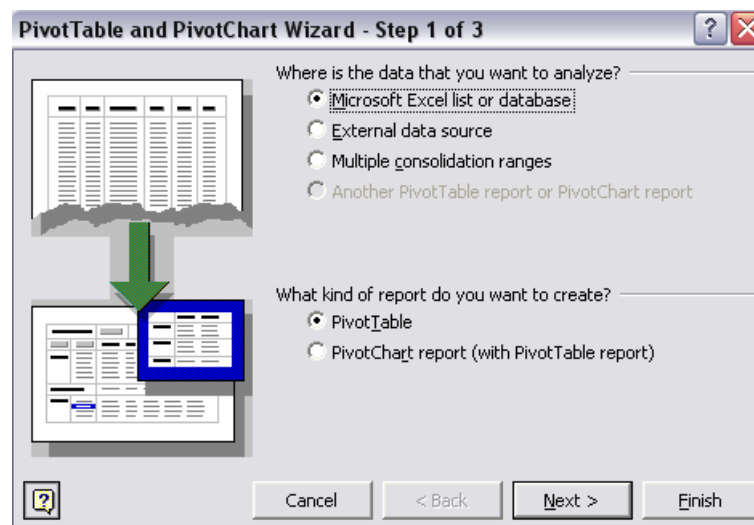 PivotTable and PivotChart Wizard - Step 1 of 3
Where is the data that you want to analyze?
Microsoft Excel list or database
External data source
Multiple consolidation ranges
Another PivotTable report or PivotChart report
What kind of report do you want to create?
PivotTable
PivotChart report (with PivotTable report)
Cancel
< Back
Next >
Finish